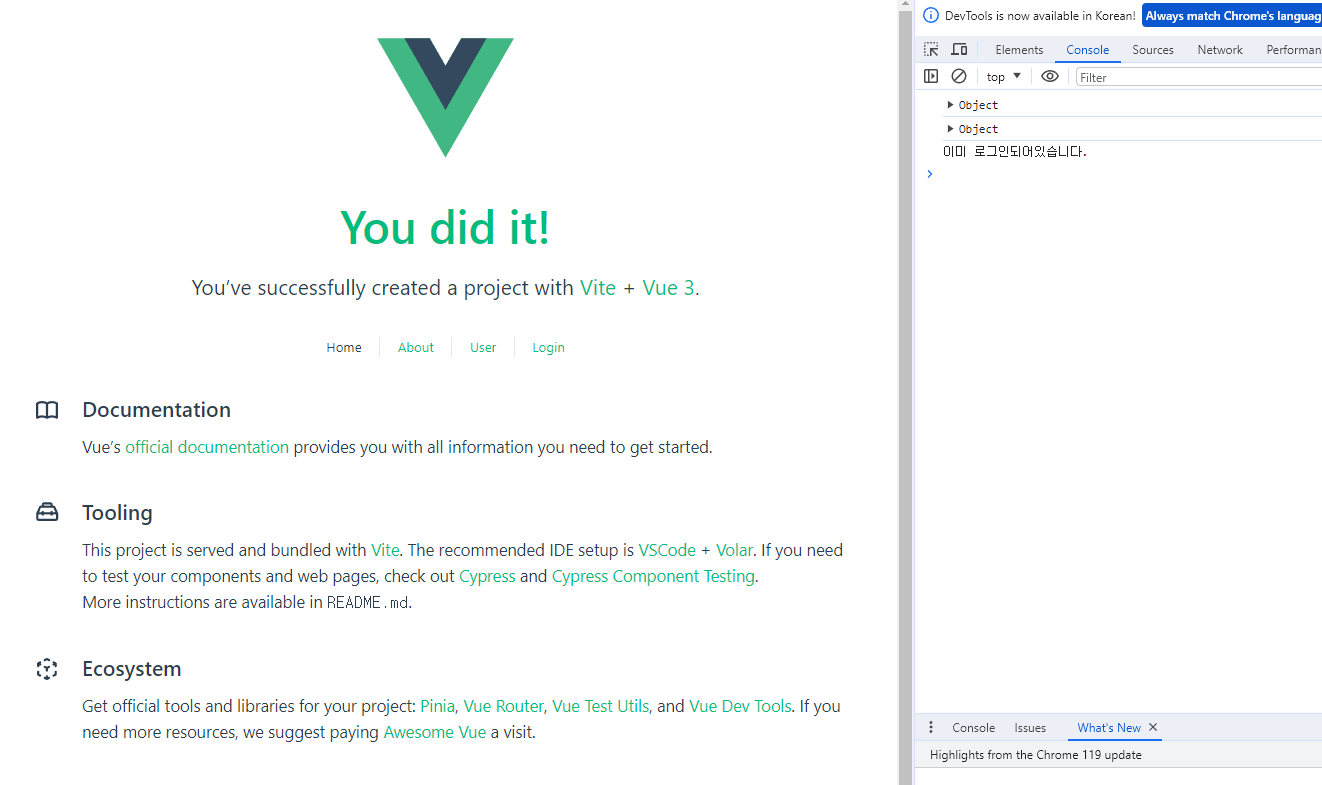 You did it!
You've successfully created a project with Vite + Vue 3.
Home About User Login
Documentation
Vue's official documentation provides you with all information you need to get started.
Tooling
This project is served and bundled with Vite. The recommended IDE setup is VSCode + Volar. If you need
to test your components and web pages, check out Cypress and Cypress Component Testing.
More instructions are available in README.md.
Ecosystem
Get official tools and libraries for your project: Pinia, Vue Router, Vue Test Utils, and Vue Dev Tools. If you
need more resources, we suggest paying Awesome Vue a visit.
DevTools is now available in Korean! Always match Chrome's languag
Elements Console Sources Network Performan
top Filter
Object
Object
이미 로그인되어있습니다.
Console Issues What's New
Highlights from the Chrome 119 update